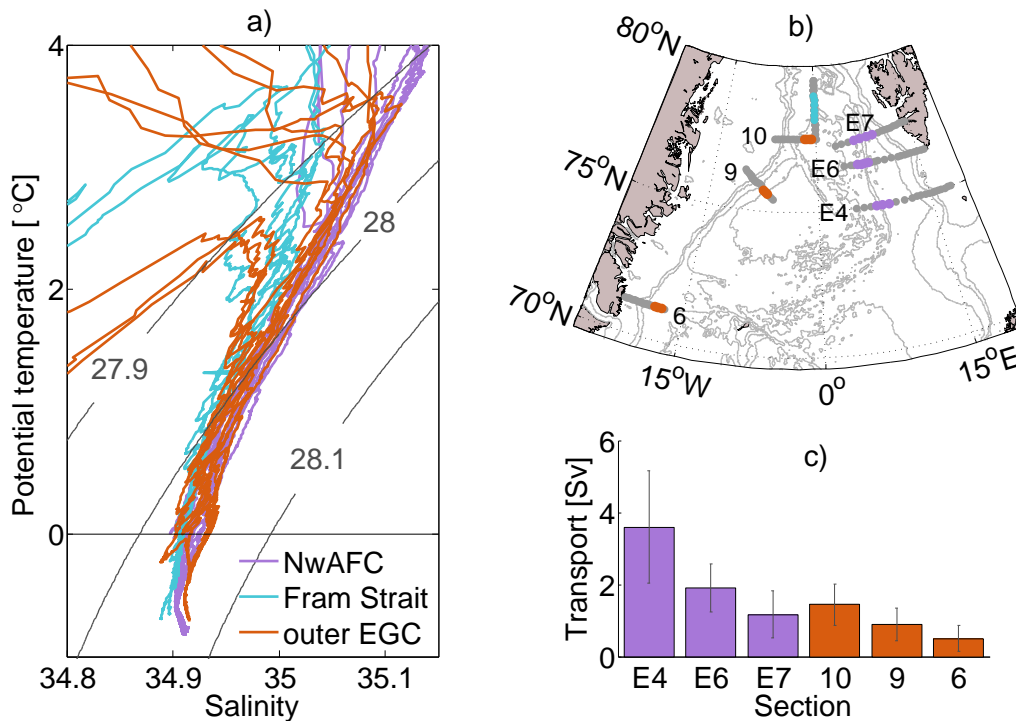 a)
4
2
0
Potential temperature [ °C]
27.9
28
28.1
NwAFC
Fram Strait
outer EGC
34.8
34.9
35
35.1
Salinity
b)
80°N
75°N
70°N
15°W
0°
15°E
10
9
6
E7
E6
E4
c)
6
4
2
0
Transport [Sv]
E4
E6
E7
10
9
6
Section